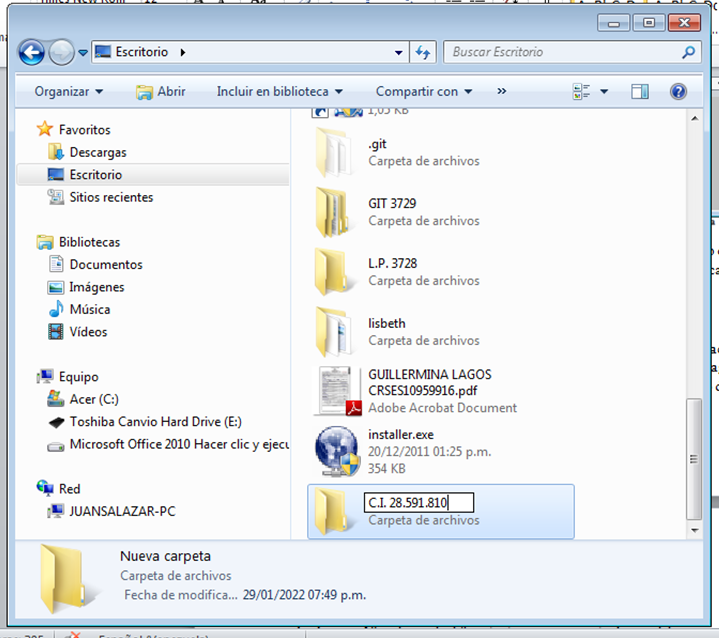 Escritorio
Buscar Escritorio
Organizar
Abrir
Incluir en biblioteca
Compartir con
»
Favoritos
Descargas
Escritorio
Sitios recientes
Bibliotecas
Documentos
Imágenes
Música
Vídeos
Equipo
Acer (C:)
Toshiba Canvio Hard Drive (E:)
Microsoft Office 2010 Hacer clic y ejecu
Red
JUANSALAZAR-PC
1,05 KB
.git
Carpeta de archivos
GIT 3729
Carpeta de archivos
L.P. 3728
Carpeta de archivos
lisbeth
Carpeta de archivos
GUILLERMINA LAGOS
CRSES10959916.pdf
Adobe Acrobat Document
installer.exe
20/12/2011 01:25 p.m.
354 KB
C.I. 28.591.810
Carpeta de archivos
Nueva carpeta
Carpeta de archivos
Fecha de modifica... 29/01/2022 07:49 p.m.